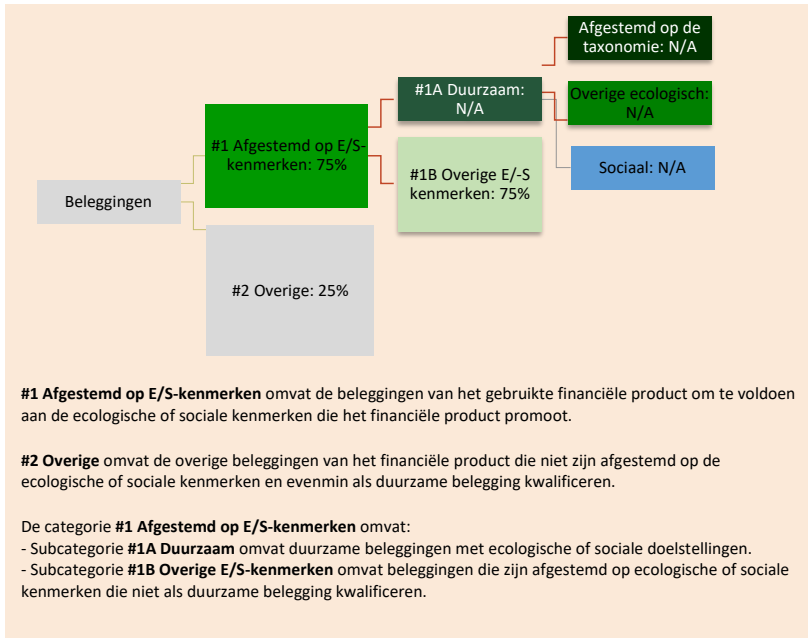 Afgestemd op de
taxonomie: N/A
#1A Duurzaam:
N/A
Overige ecologisch:
N/A
#1 Afgestemd op E/S-
kenmerken: 75%
#1B Overige E/-S
kenmerken: 75%
Sociaal: N/A
Beleggingen
#2 Overige: 25%
#1 Afgestemd op E/S-kenmerken omvat de beleggingen van het gebruikte financiële product om te voldoen
aan de ecologische of sociale kenmerken die het financiële product promoot.
#2 Overige omvat de overige beleggingen van het financiële product die niet zijn afgestemd op de
ecologische of sociale kenmerken en evenmin als duurzame belegging kwalificeren.
De categorie #1 Afgestemd op E/S-kenmerken omvat:
- Subcategorie #1A Duurzaam omvat duurzame beleggingen met ecologische of sociale doelstellingen.
- Subcategorie #1B Overige E/S-kenmerken omvat beleggingen die zijn afgestemd op ecologische of sociale
kenmerken die niet als duurzame belegging kwalificeren.